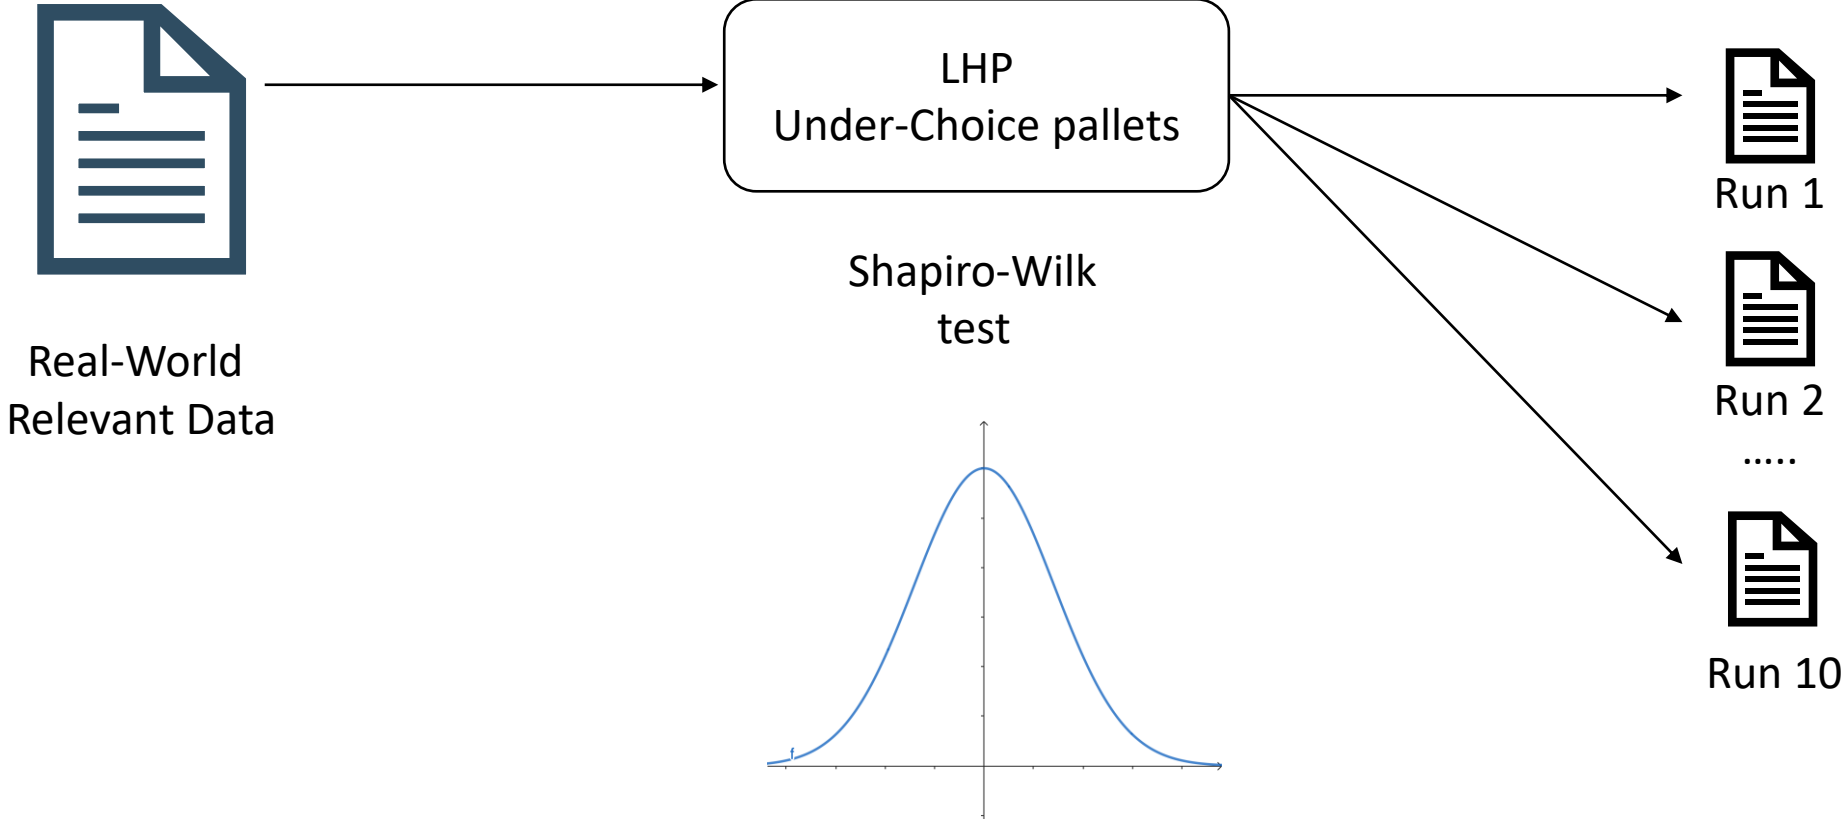 LHP
Under-Choice pallets
Run 1
Shapiro-Wilk
test
Real-World
Relevant Data
Run 2
.....
Run 10
f